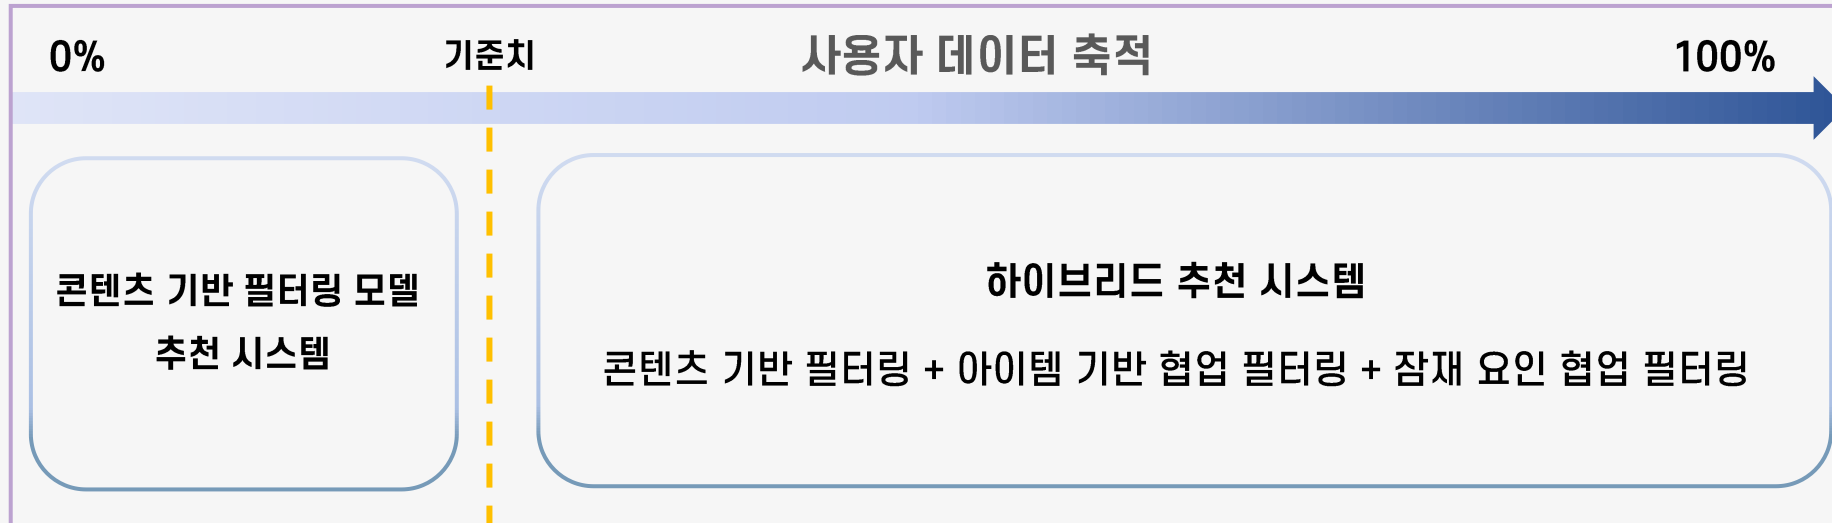 0% 기준치 사용자 데이터 축적 100%
콘텐츠 기반 필터링 모델
추천 시스템
하이브리드 추천 시스템
콘텐츠 기반 필터링 + 아이템 기반 협업 필터링 + 잠재 요인 협업 필터링